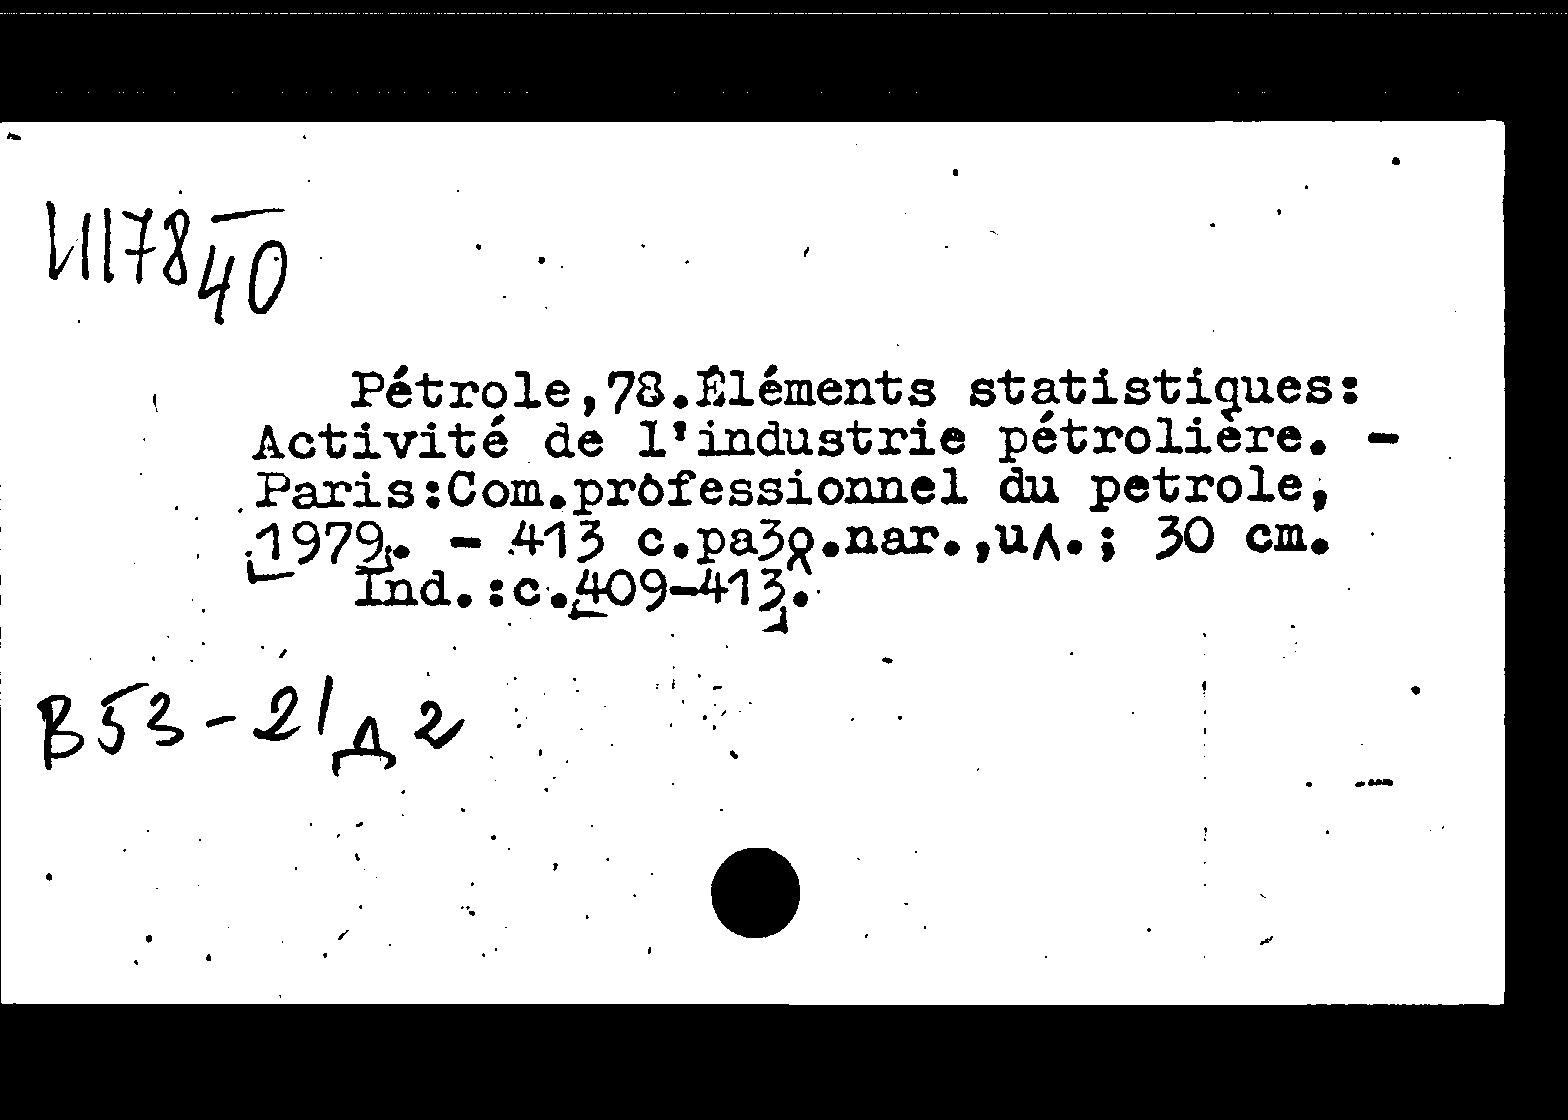 И178 40
Pétrole,78.Éléments statistiques:
Activité de l'industrie pétrolière. -
Paris:Com.professionnel du petrole,
1979. - 413 с.разд.паг.,ил.; 30 cm.
Ind.:с.409-413.
В53-21/Д2